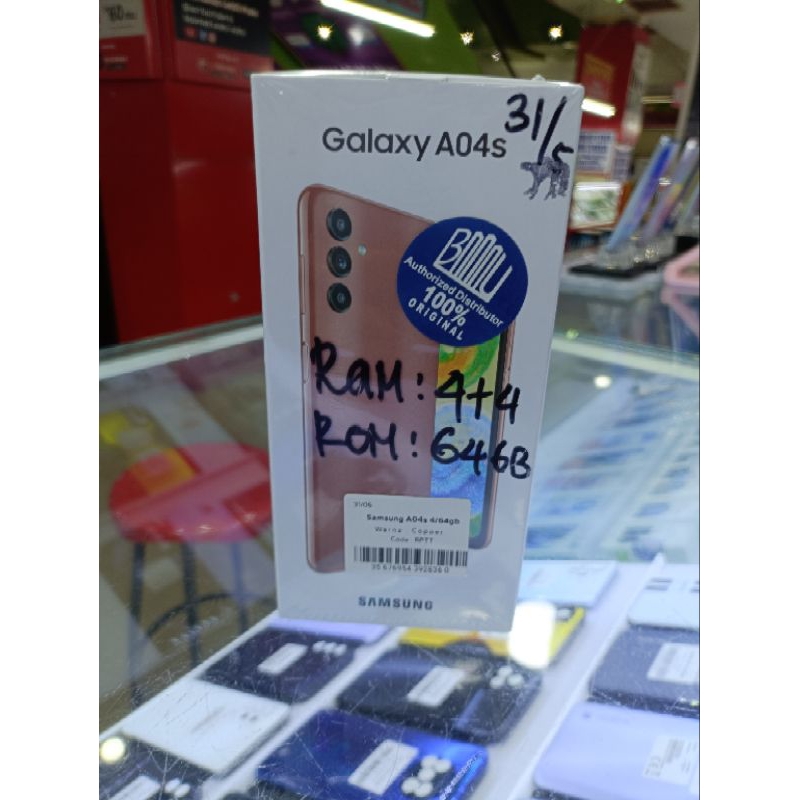 Galaxy A04s
31/5
BMU
Authorized Distributor
100%
ORIGINAL
RAM: 4+4
ROM: 64GB
31/05
Samsung A04s 4/64gb
Warna : Copper
SAMSUNG